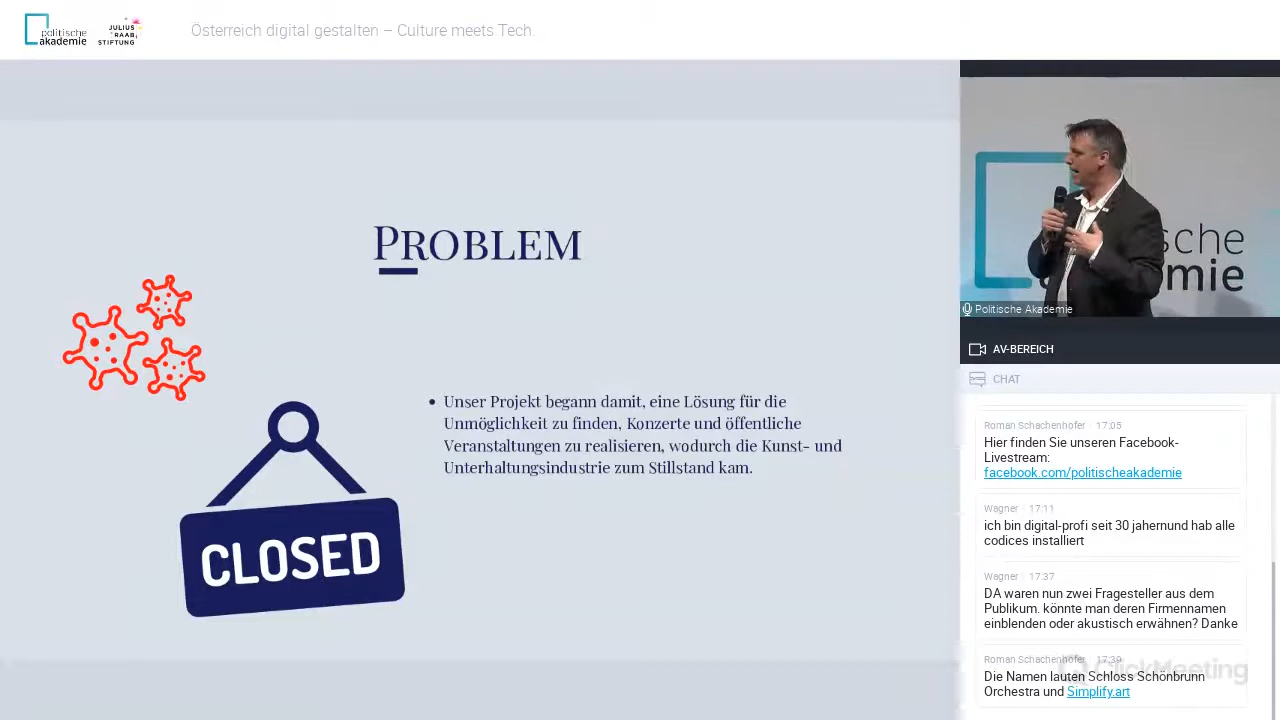 politische
akademie
JULIUS
RAAB
STIFTUNG
Österreich digital gestalten – Culture meets Tech.
PROBLEM
• Unser Projekt begann damit, eine Lösung für die
Unmöglichkeit zu finden, Konzerte und öffentliche
Veranstaltungen zu realisieren, wodurch die Kunst- und
Unterhaltungsindustrie zum Stillstand kam.
CLOSED
sche
mie
Politische Akademie
AV-BEREICH
CHAT
Roman Schachenhofer · 17:05
Hier finden Sie unseren Facebook-
Livestream:
facebook.com/politischeakademie
Wagner · 17:11
ich bin digital-profi seit 30 jahernund hab alle
codices installiert
Wagner · 17:37
DA waren nun zwei Fragesteller aus dem
Publikum. könnte man deren Firmennamen
einblenden oder akustisch erwähnen? Danke
Roman Schachenhofer · 17:39
Die Namen lauten Schloss Schönbrunn
Orchestra und Simplify.art
ClickMeeting